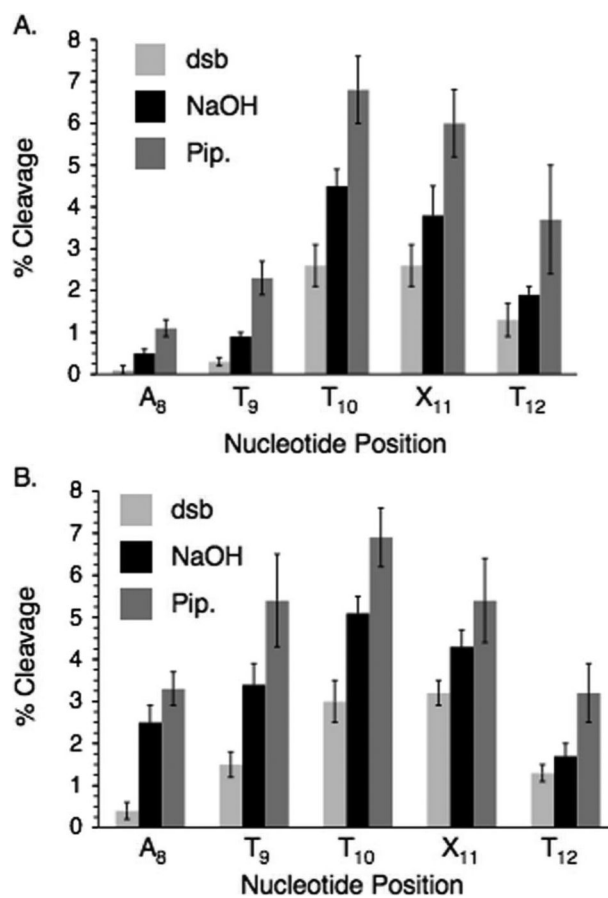 A.
8
7
6
5
4
3
2
1
0
% Cleavage
dsb
NaOH
Pip.
A₈ T₉ T₁₀ X₁₁ T₁₂
Nucleotide Position
B.
8
7
6
5
4
3
2
1
0
% Cleavage
dsb
NaOH
Pip.
A₈ T₉ T₁₀ X₁₁ T₁₂
Nucleotide Position